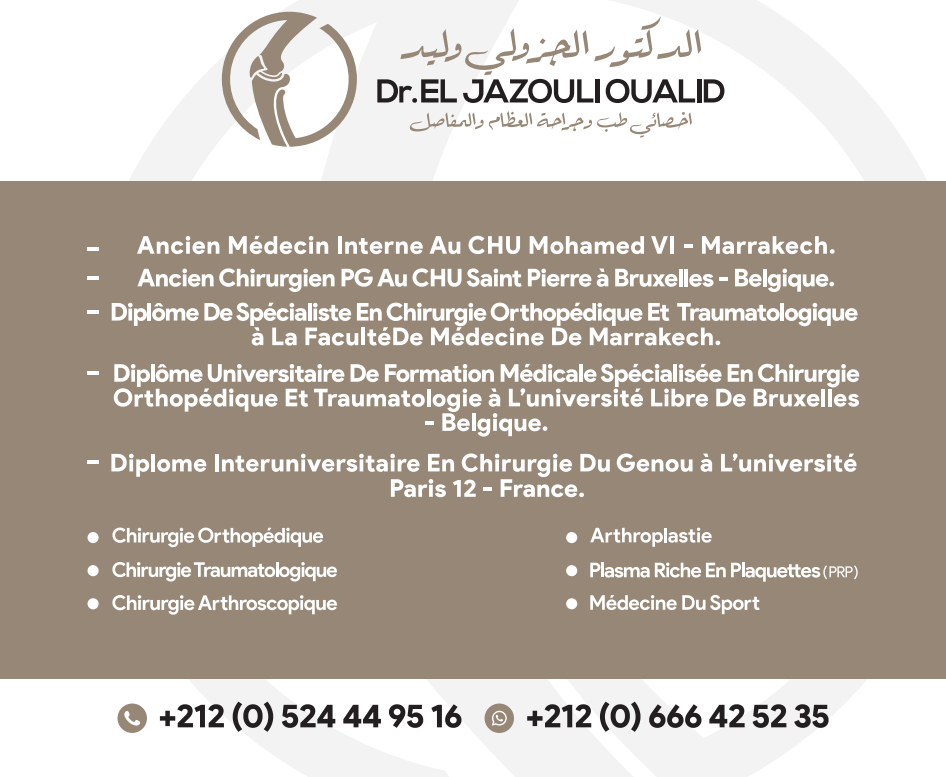 الدكتور الجزولي وليد
Dr.EL JAZOULI OUALID
اخصائي طب وجراحة العظام والمفاصل
- Ancien Médecin Interne Au CHU Mohamed VI - Marrakech.
- Ancien Chirurgien PG Au CHU Saint Pierre à Bruxelles - Belgique.
- Diplôme De Spécialiste En Chirurgie Orthopédique Et Traumatologique
à La FacultéDe Médecine De Marrakech.
- Diplôme Universitaire De Formation Médicale Spécialisée En Chirurgie
Orthopédique Et Traumatologie à L'université Libre De Bruxelles
- Belgique.
- Diplome Interuniversitaire En Chirurgie Du Genou à L'université
Paris 12 - France.
• Chirurgie Orthopédique
• Chirurgie Traumatologique
• Chirurgie Arthroscopique
• Arthroplastie
• Plasma Riche En Plaquettes (PRP)
• Médecine Du Sport
+212 (0) 524 44 95 16
+212 (0) 666 42 52 35